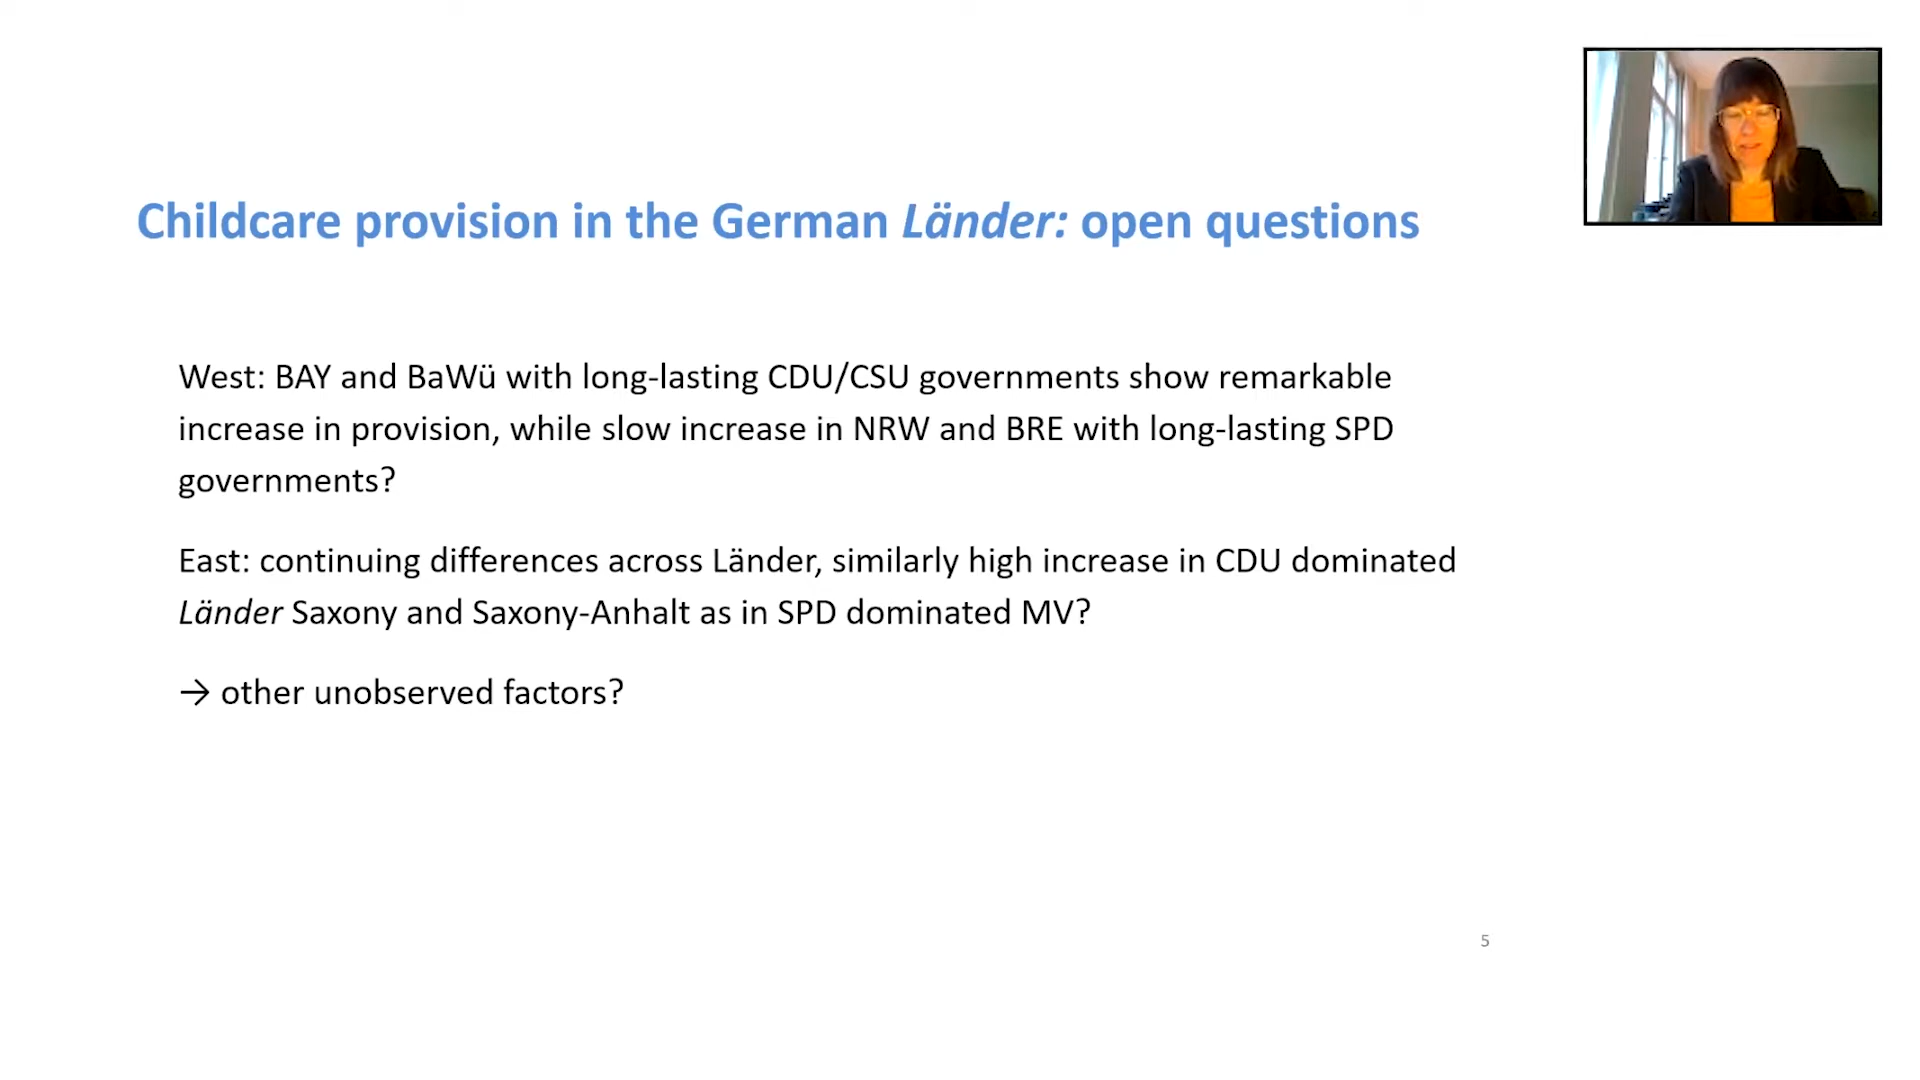 Childcare provision in the German Länder: open questions
West: BAY and BaWü with long-lasting CDU/CSU governments show remarkable
increase in provision, while slow increase in NRW and BRE with long-lasting SPD
governments?
East: continuing differences across Länder, similarly high increase in CDU dominated
Länder Saxony and Saxony-Anhalt as in SPD dominated MV?
→ other unobserved factors?
5